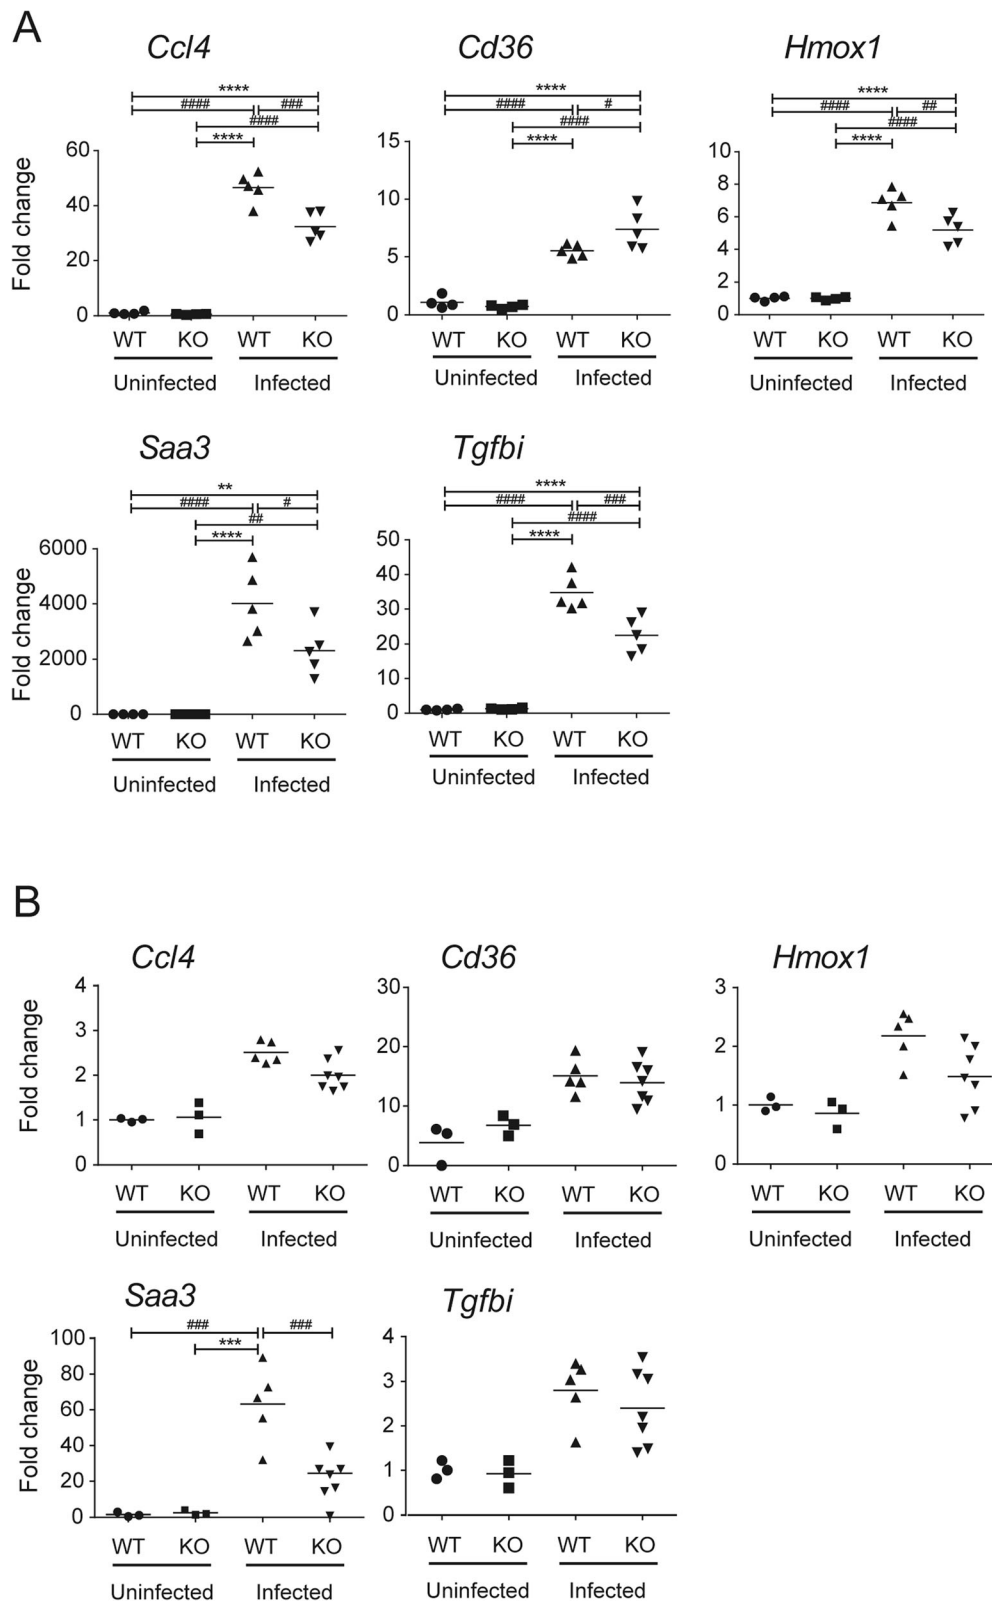 A
Ccl4 Cd36 Hmox1
**** **** ****
#### ### #### # #### ##
#### #### ####
**** **** ****
Fold change
60
40
20
0
15
10
5
0
10
8
6
4
2
0
WT KO WT KO WT KO WT KO WT KO WT KO
Uninfected Infected Uninfected Infected Uninfected Infected
Saa3 Tgfbi
** ****
#### # #### ###
## ####
**** ****
Fold change
6000
4000
2000
0
50
40
30
20
10
0
WT KO WT KO WT KO WT KO
Uninfected Infected Uninfected Infected
B
Ccl4 Cd36 Hmox1
Fold change
4
3
2
1
0
30
20
10
0
3
2
1
0
WT KO WT KO WT KO WT KO WT KO WT KO
Uninfected Infected Uninfected Infected Uninfected Infected
Saa3 Tgfbi
### ###
***
Fold change
100
80
60
40
20
0
4
3
2
1
0
WT KO WT KO WT KO WT KO
Uninfected Infected Uninfected Infected